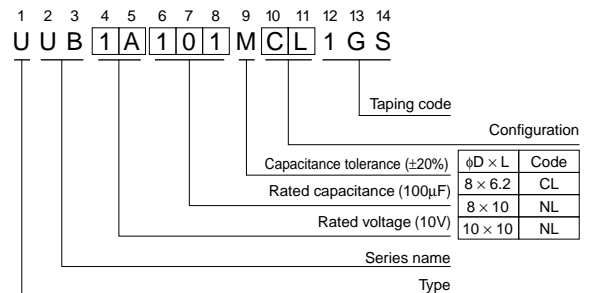 1 2 3 4 5 6 7 8 9 10 11 12 13 14
U U B 1 A 1 0 1 M C L 1 G S
Taping code
Configuration
Capacitance tolerance (±20%)
Rated capacitance (100µF)
Rated voltage (10V)
Series name
Type
ϕD × L Code
8 × 6.2 CL
8 × 10 NL
10 × 10 NL